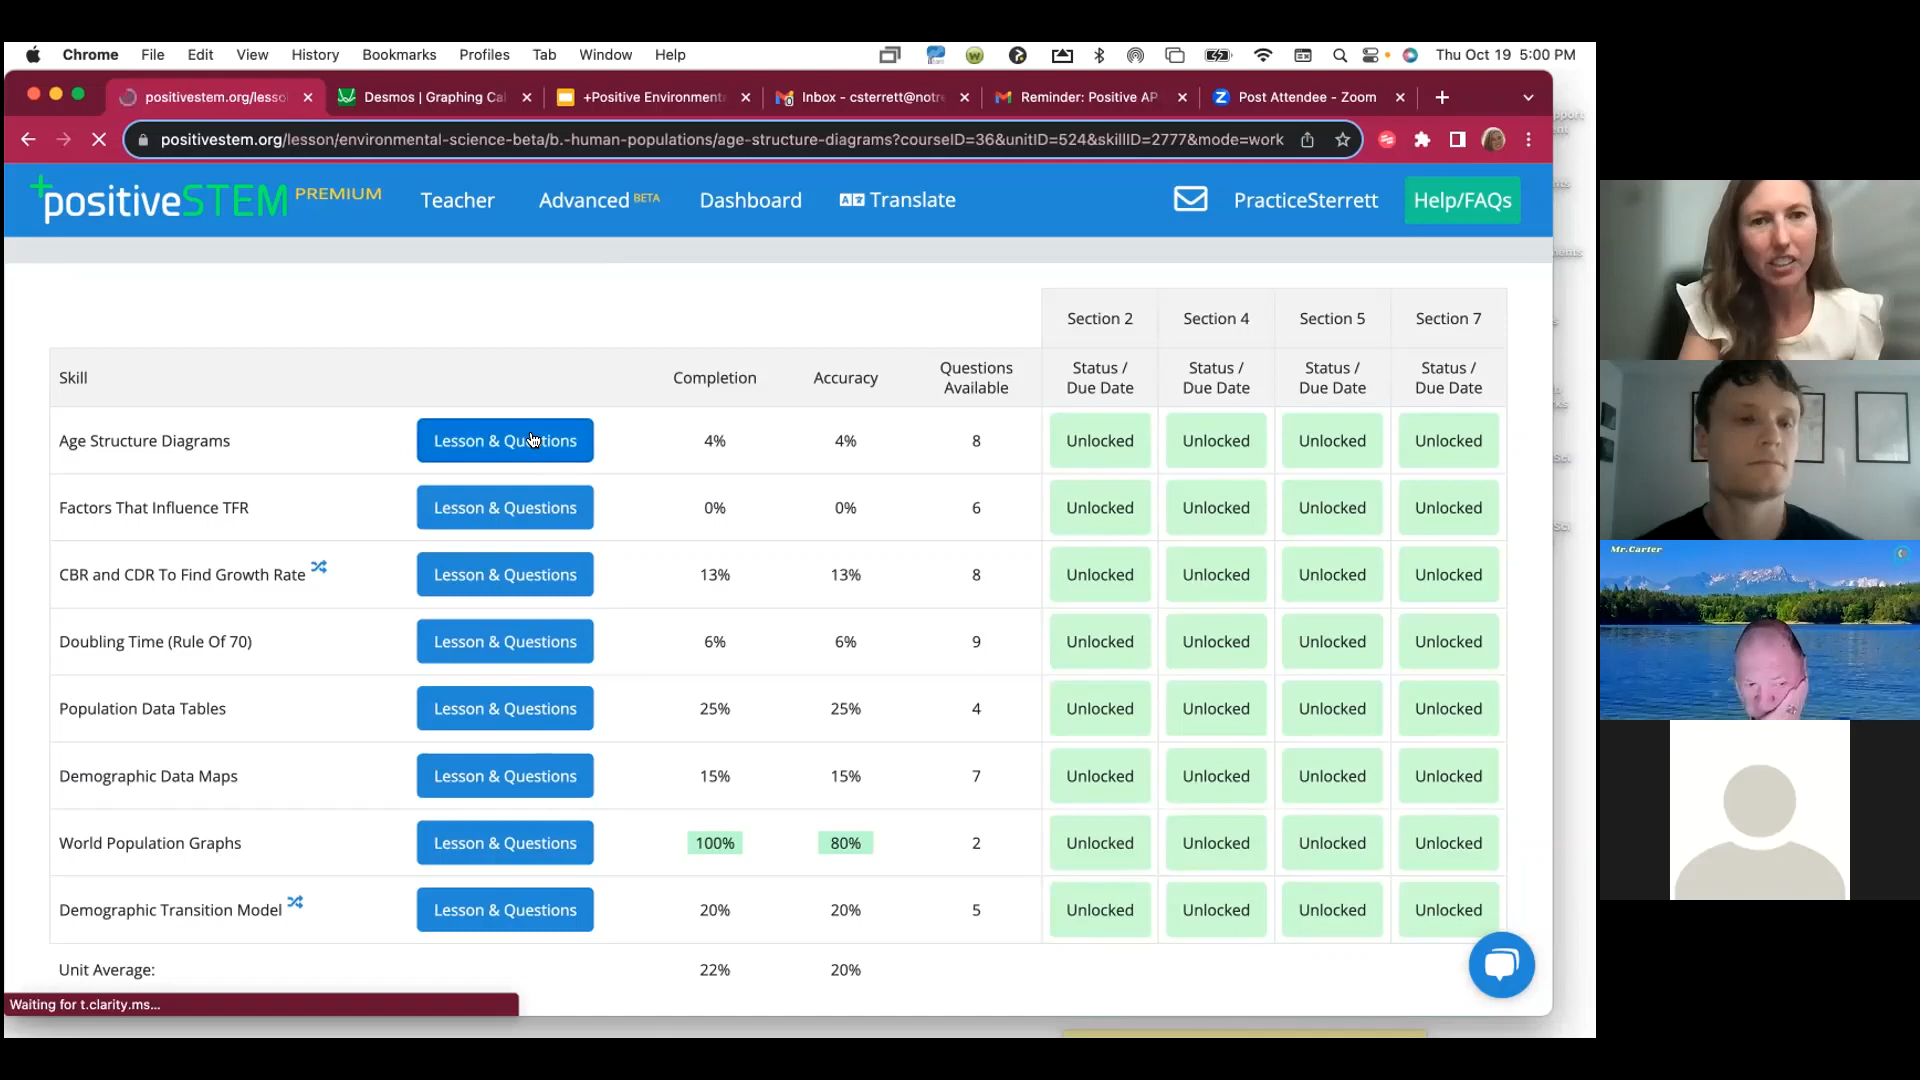 Chrome File Edit View History Bookmarks Profiles Tab Window Help Thu Oct 19 5:00 PM
positivestem.org/lesso Desmos | Graphing Cal +Positive Environment Inbox - csterrett@notre Reminder: Positive AP Post Attendee - Zoom
positivestem.org/lesson/environmental-science-beta/b.-human-populations/age-structure-diagrams?courseID=36&unitID=524&skillID=2777&mode=work
+positiveSTEM PREMIUM Teacher Advanced BETA Dashboard Translate PracticeSterrett Help/FAQs
Section 2 Section 4 Section 5 Section 7
Skill Completion Accuracy Questions Available Status / Due Date Status / Due Date Status / Due Date Status / Due Date
Age Structure Diagrams Lesson & Questions 4% 4% 8 Unlocked Unlocked Unlocked Unlocked
Factors That Influence TFR Lesson & Questions 0% 0% 6 Unlocked Unlocked Unlocked Unlocked
CBR and CDR To Find Growth Rate Lesson & Questions 13% 13% 8 Unlocked Unlocked Unlocked Unlocked
Doubling Time (Rule Of 70) Lesson & Questions 6% 6% 9 Unlocked Unlocked Unlocked Unlocked
Population Data Tables Lesson & Questions 25% 25% 4 Unlocked Unlocked Unlocked Unlocked
Demographic Data Maps Lesson & Questions 15% 15% 7 Unlocked Unlocked Unlocked Unlocked
World Population Graphs Lesson & Questions 100% 80% 2 Unlocked Unlocked Unlocked Unlocked
Demographic Transition Model Lesson & Questions 20% 20% 5 Unlocked Unlocked Unlocked Unlocked
Unit Average: 22% 20%
Waiting for t.clarity.ms...
Mr.Carter